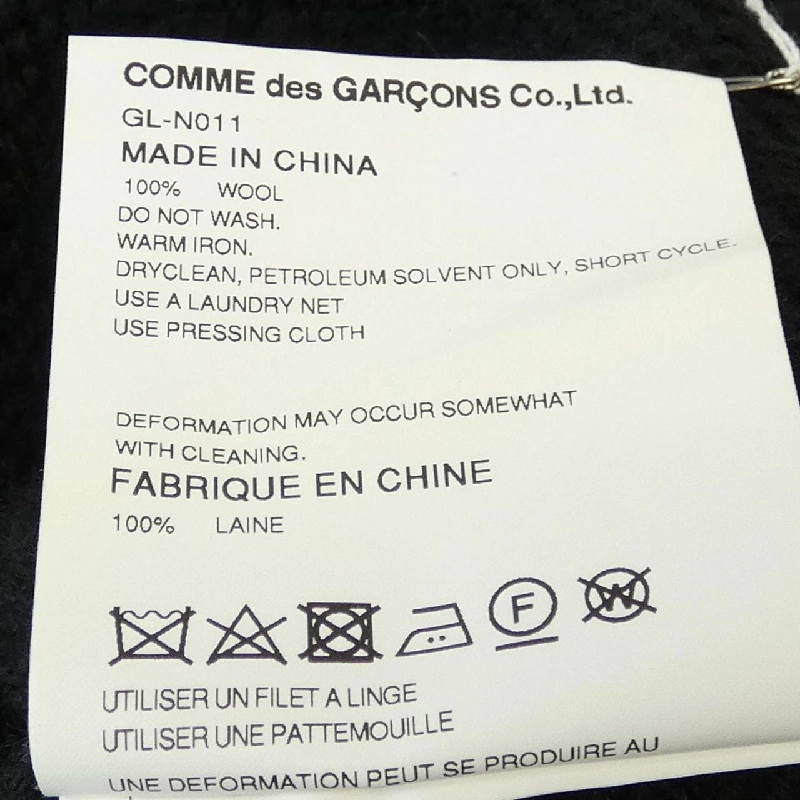 COMME des GARÇONS Co.,Ltd.
GL-N011
MADE IN CHINA
100% WOOL
DO NOT WASH.
WARM IRON.
DRYCLEAN, PETROLEUM SOLVENT ONLY, SHORT CYCLE.
USE A LAUNDRY NET
USE PRESSING CLOTH
DEFORMATION MAY OCCUR SOMEWHAT
WITH CLEANING.
FABRIQUE EN CHINE
100% LAINE
F W
UTILISER UN FILET A LINGE
UTILISER UNE PATTEMOUILLE
UNE DEFORMATION PEUT SE PRODUIRE AU